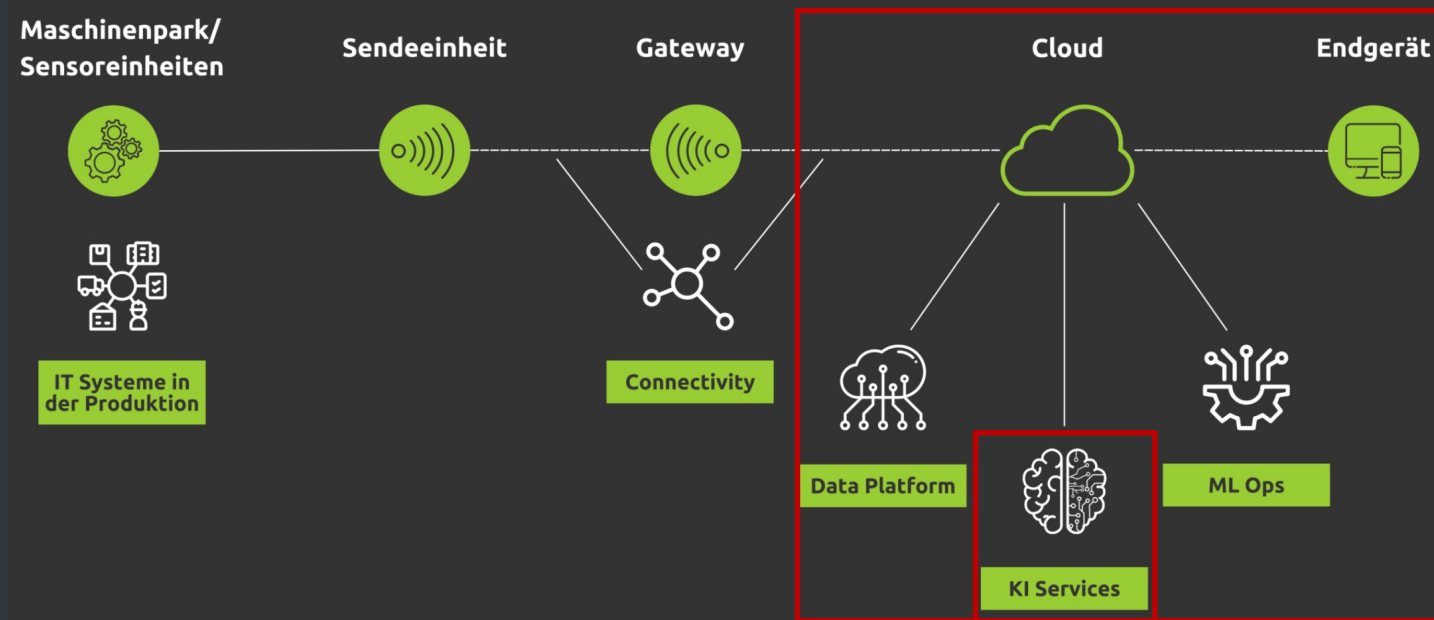 Maschinenpark/
Sensoreinheiten
Sendeeinheit
Gateway
Cloud
Endgerät
IT Systeme in
der Produktion
Connectivity
Data Platform
KI Services
ML Ops